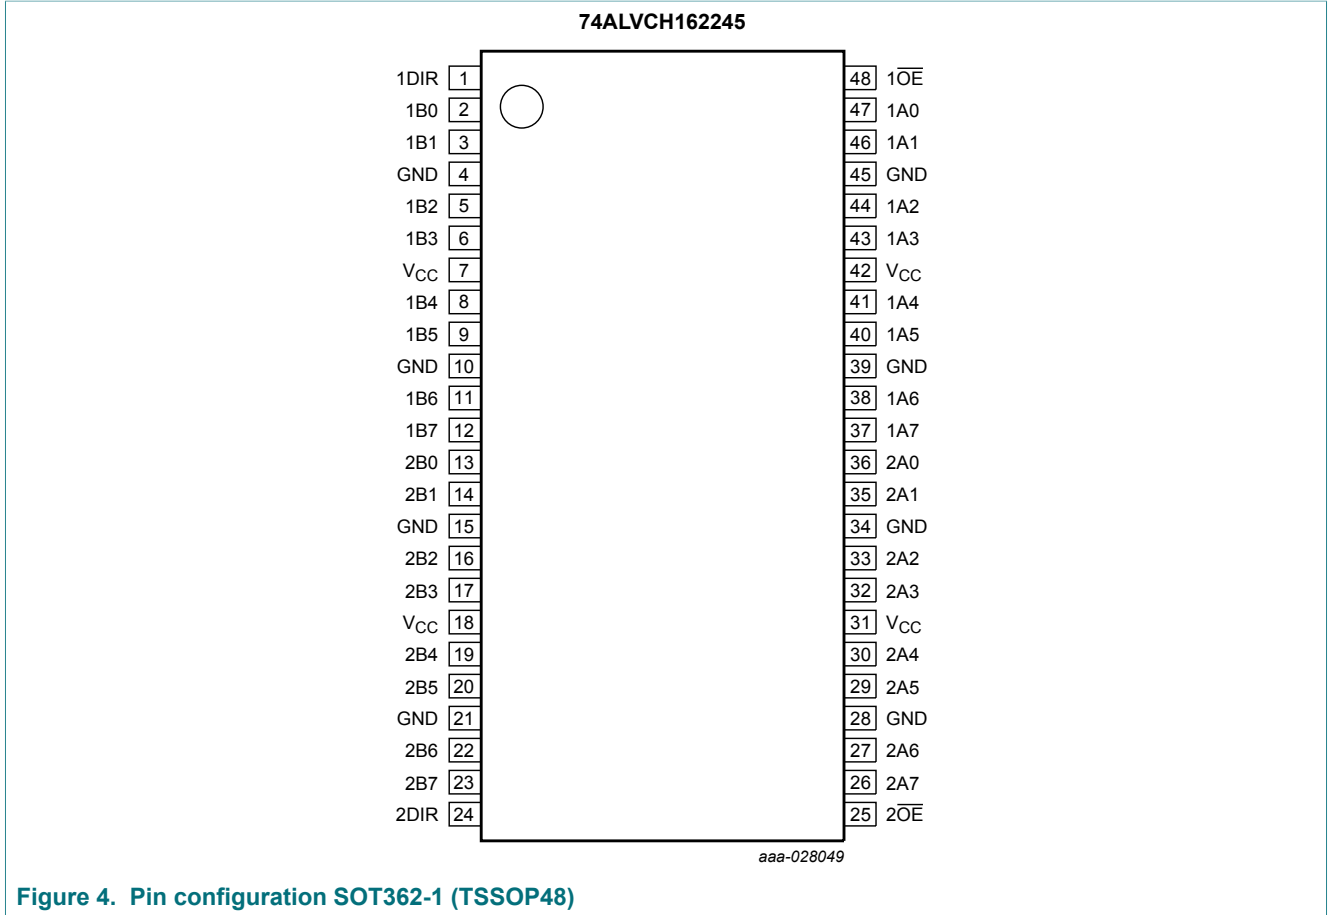 74ALVCH162245
1DIR 1 48 1O̅E̅
1B0 2 47 1A0
1B1 3 46 1A1
GND 4 45 GND
1B2 5 44 1A2
1B3 6 43 1A3
VCC 7 42 VCC
1B4 8 41 1A4
1B5 9 40 1A5
GND 10 39 GND
1B6 11 38 1A6
1B7 12 37 1A7
2B0 13 36 2A0
2B1 14 35 2A1
GND 15 34 GND
2B2 16 33 2A2
2B3 17 32 2A3
VCC 18 31 VCC
2B4 19 30 2A4
2B5 20 29 2A5
GND 21 28 GND
2B6 22 27 2A6
2B7 23 26 2A7
2DIR 24 25 2O̅E̅
aaa-028049
Figure 4. Pin configuration SOT362-1 (TSSOP48)